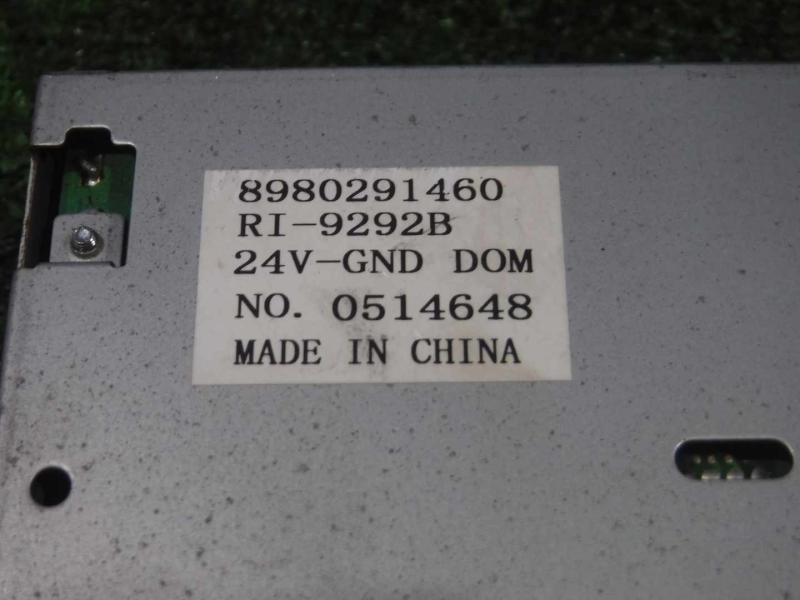 8980291460
RI-9292B
24V-GND DOM
NO. 0514648
MADE IN CHINA